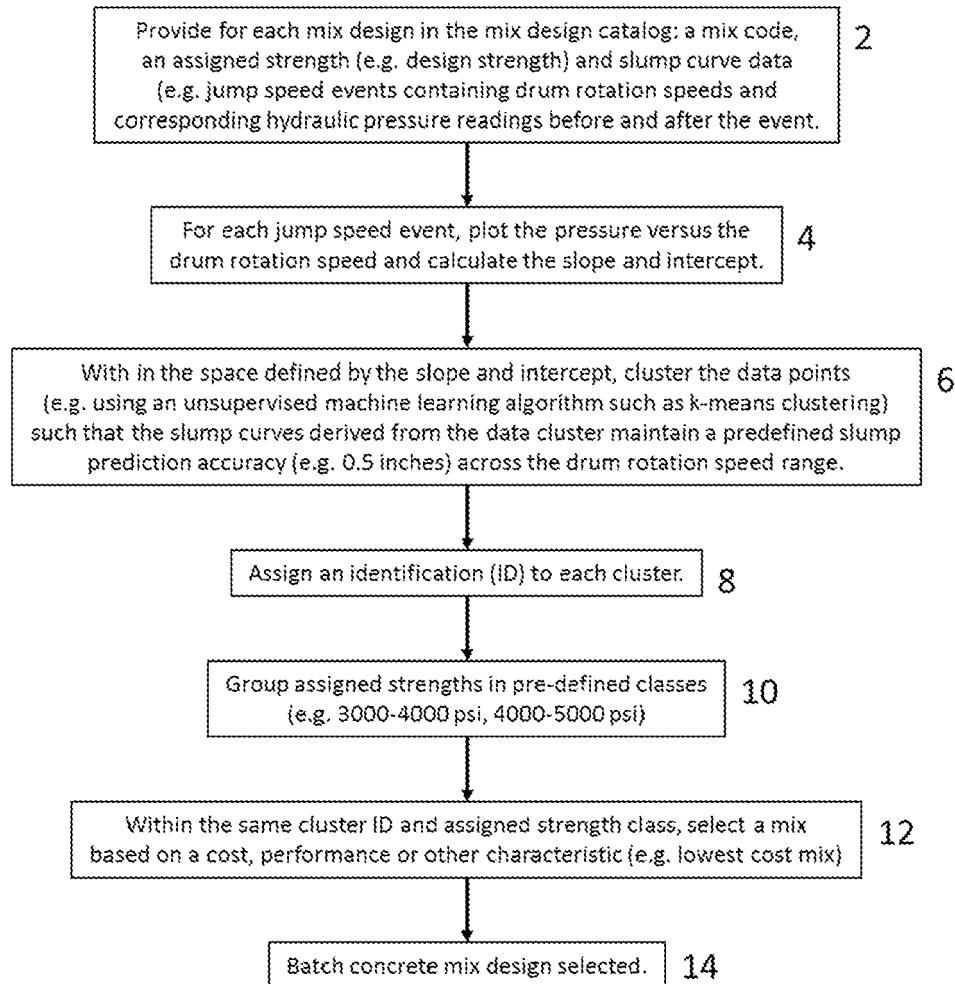 Provide for each mix design in the mix design catalog: a mix code,
an assigned strength (e.g. design strength) and slump curve data
(e.g. jump speed events containing drum rotation speeds and
corresponding hydraulic pressure readings before and after the event.
2
For each jump speed event, plot the pressure versus the
drum rotation speed and calculate the slope and intercept.
4
With in the space defined by the slope and intercept, cluster the data points
(e.g. using an unsupervised machine learning algorithm such as k-means clustering)
such that the slump curves derived from the data cluster maintain a predefined slump
prediction accuracy (e.g. 0.5 inches) across the drum rotation speed range.
6
Assign an identification (ID) to each cluster.
8
Group assigned strengths in pre-defined classes
(e.g. 3000-4000 psi, 4000-5000 psi)
10
Within the same cluster ID and assigned strength class, select a mix
based on a cost, performance or other characteristic (e.g. lowest cost mix)
12
Batch concrete mix design selected.
14